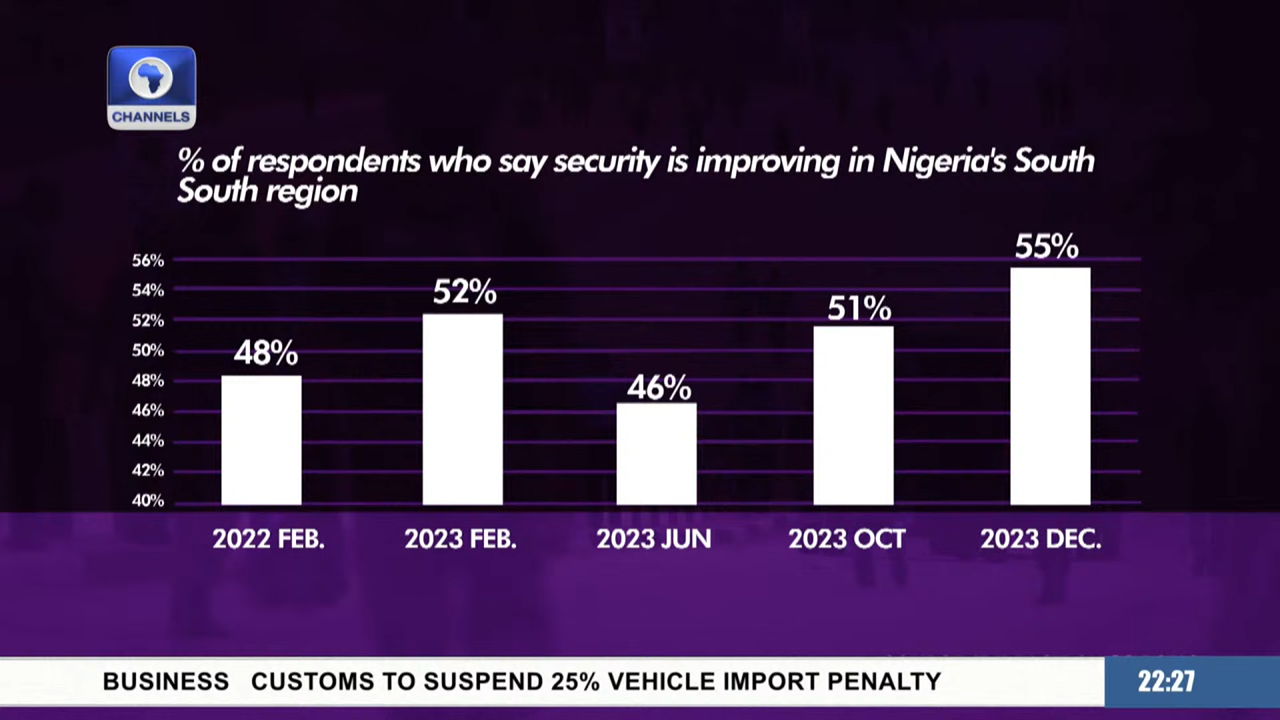 CHANNELS
% of respondents who say security is improving in Nigeria's South
South region
56%
54%
52%
50%
48%
46%
44%
42%
40%
48%
52%
46%
51%
55%
2022 FEB.
2023 FEB.
2023 JUN
2023 OCT
2023 DEC.
BUSINESS CUSTOMS TO SUSPEND 25% VEHICLE IMPORT PENALTY
22:27